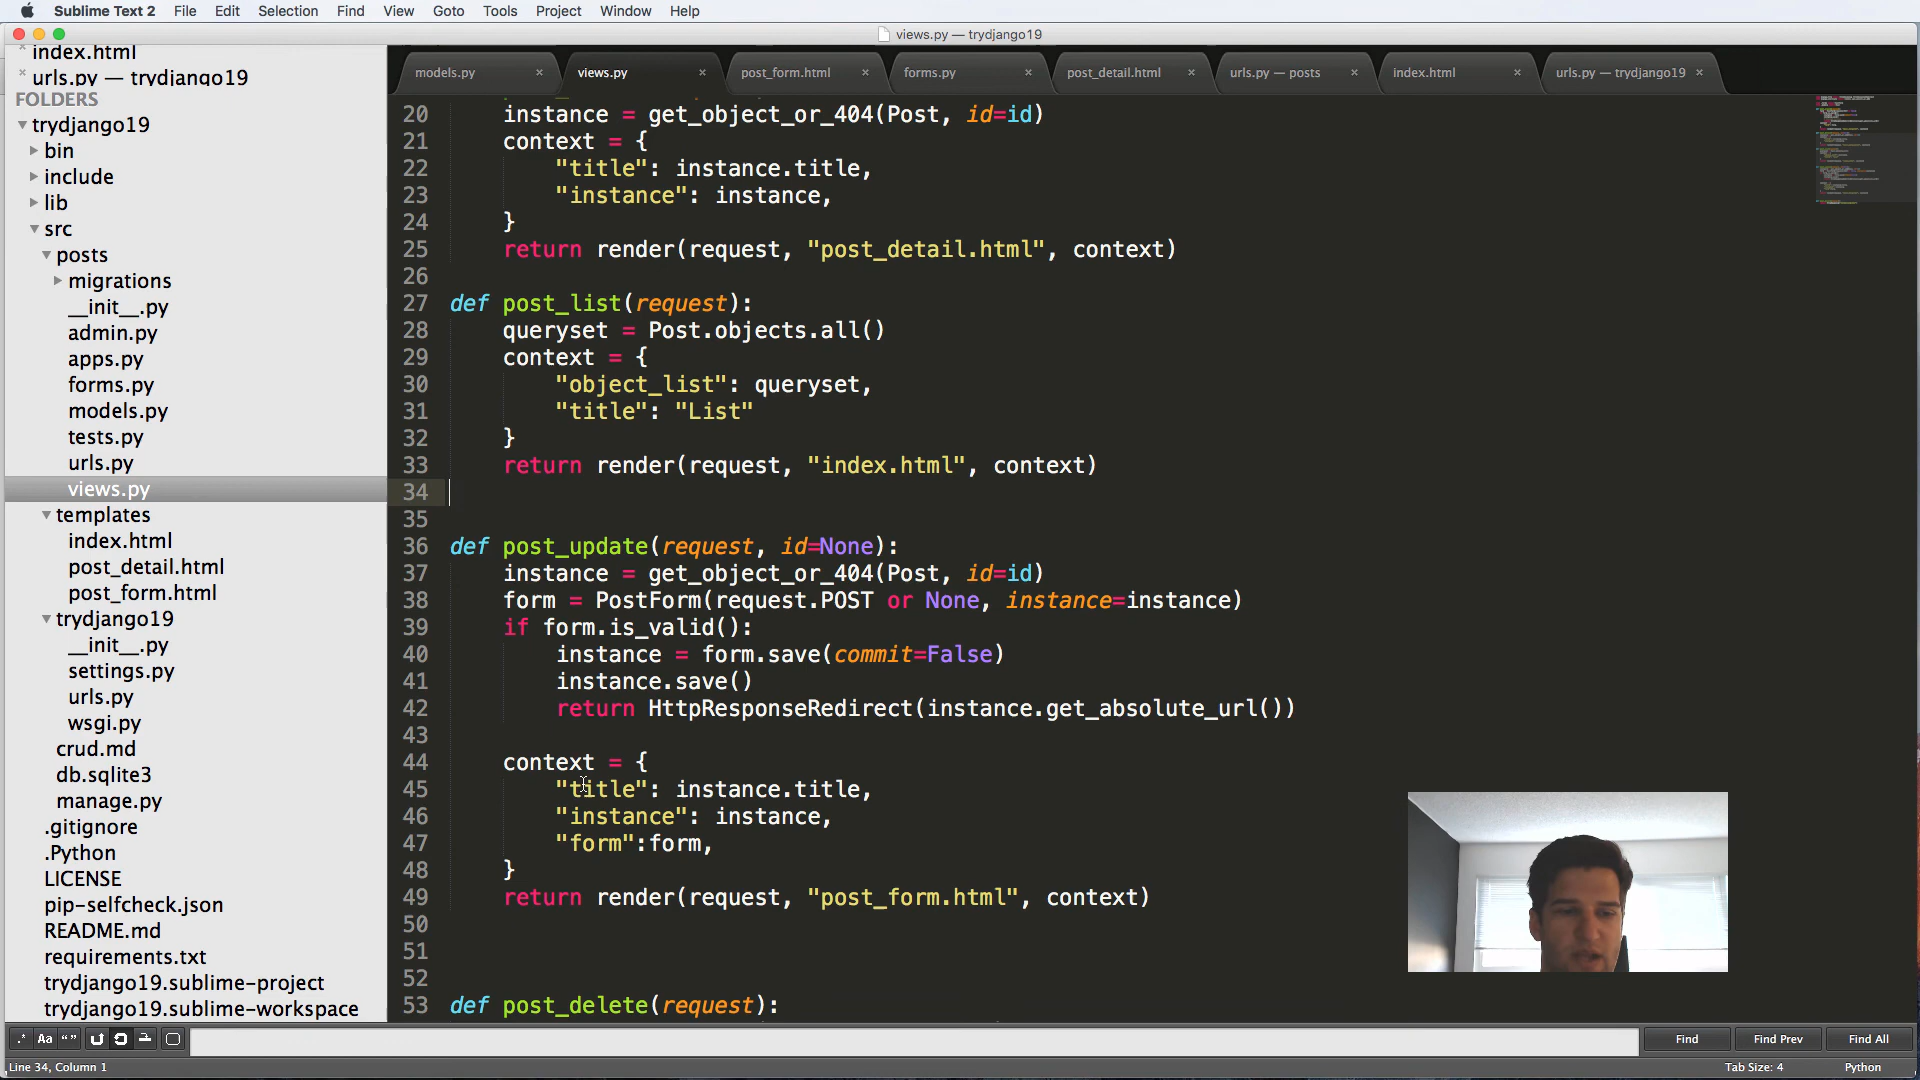 Sublime Text 2 File Edit Selection Find View Goto Tools Project Window Help
views.py — trydjango19
index.html
urls.py — trydjango19
FOLDERS
trydjango19
bin
include
lib
src
posts
migrations
__init__.py
admin.py
apps.py
forms.py
models.py
tests.py
urls.py
views.py
templates
index.html
post_detail.html
post_form.html
trydjango19
__init__.py
settings.py
urls.py
wsgi.py
crud.md
db.sqlite3
manage.py
.gitignore
.Python
LICENSE
pip-selfcheck.json
README.md
requirements.txt
trydjango19.sublime-project
trydjango19.sublime-workspace
models.py views.py post_form.html forms.py post_detail.html urls.py — posts index.html urls.py — trydjango19
20 instance = get_object_or_404(Post, id=id)
21 context = {
22 "title": instance.title,
23 "instance": instance,
24 }
25 return render(request, "post_detail.html", context)
26
27 def post_list(request):
28 queryset = Post.objects.all()
29 context = {
30 "object_list": queryset,
31 "title": "List"
32 }
33 return render(request, "index.html", context)
34
35
36 def post_update(request, id=None):
37 instance = get_object_or_404(Post, id=id)
38 form = PostForm(request.POST or None, instance=instance)
39 if form.is_valid():
40 instance = form.save(commit=False)
41 instance.save()
42 return HttpResponseRedirect(instance.get_absolute_url())
43
44 context = {
45 "title": instance.title,
46 "instance": instance,
47 "form":form,
48 }
49 return render(request, "post_form.html", context)
50
51
52
53 def post_delete(request):
.* Aa “” Find Find Prev Find All
Line 34, Column 1 Tab Size: 4 Python